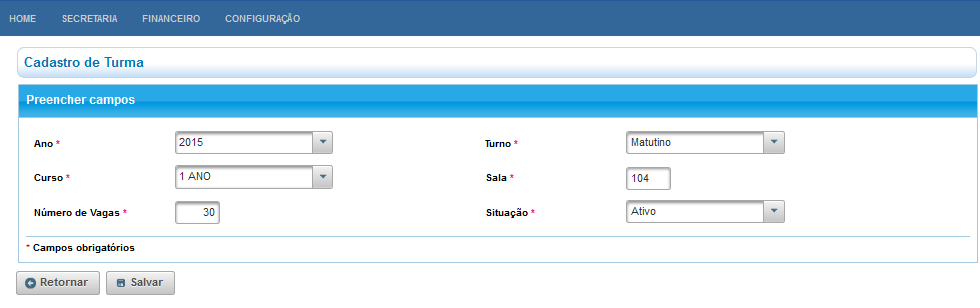 HOME SECRETARIA FINANCEIRO CONFIGURAÇÃO
Cadastro de Turma
Preencher campos
Ano * 2015 Turno * Matutino
Curso * 1 ANO Sala * 104
Número de Vagas * 30 Situação * Ativo
* Campos obrigatórios
Retornar Salvar